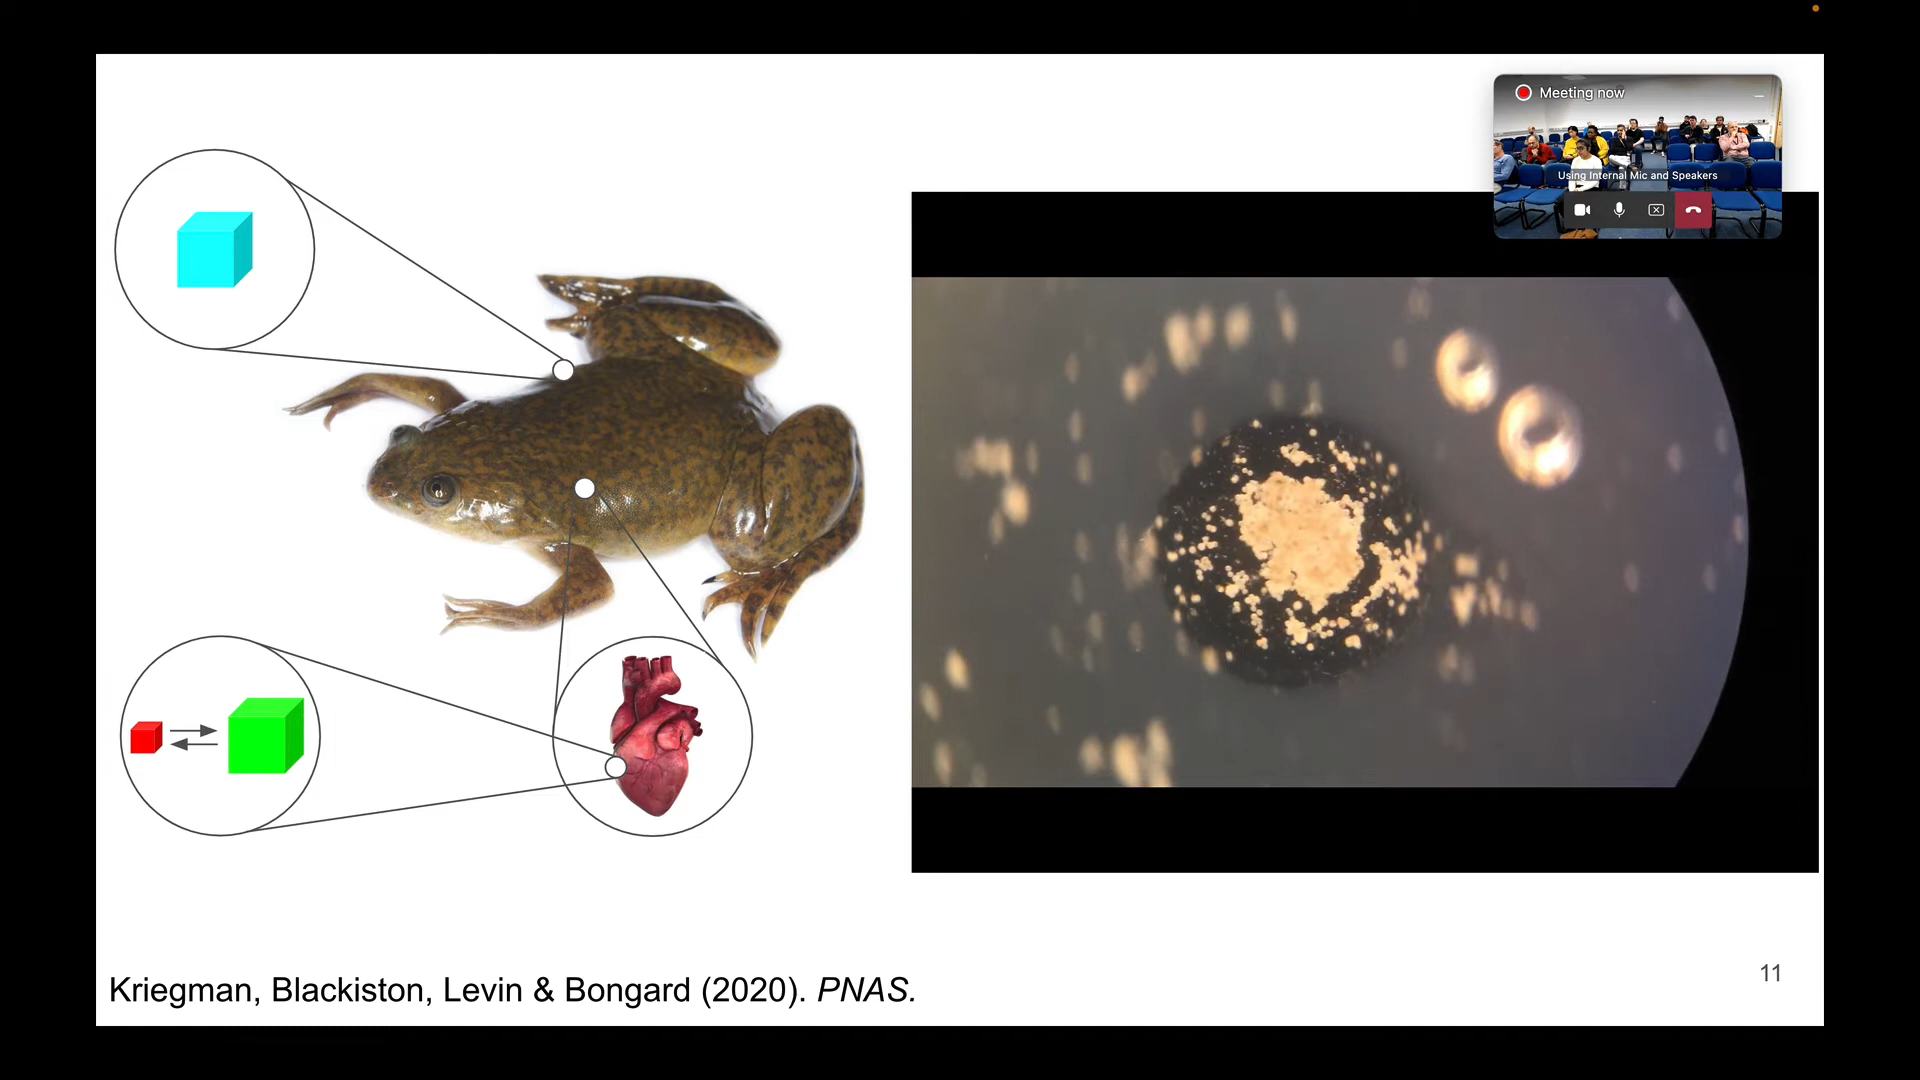 Meeting now
Using Internal Mic and Speakers
Kriegman, Blackiston, Levin & Bongard (2020). PNAS.
11